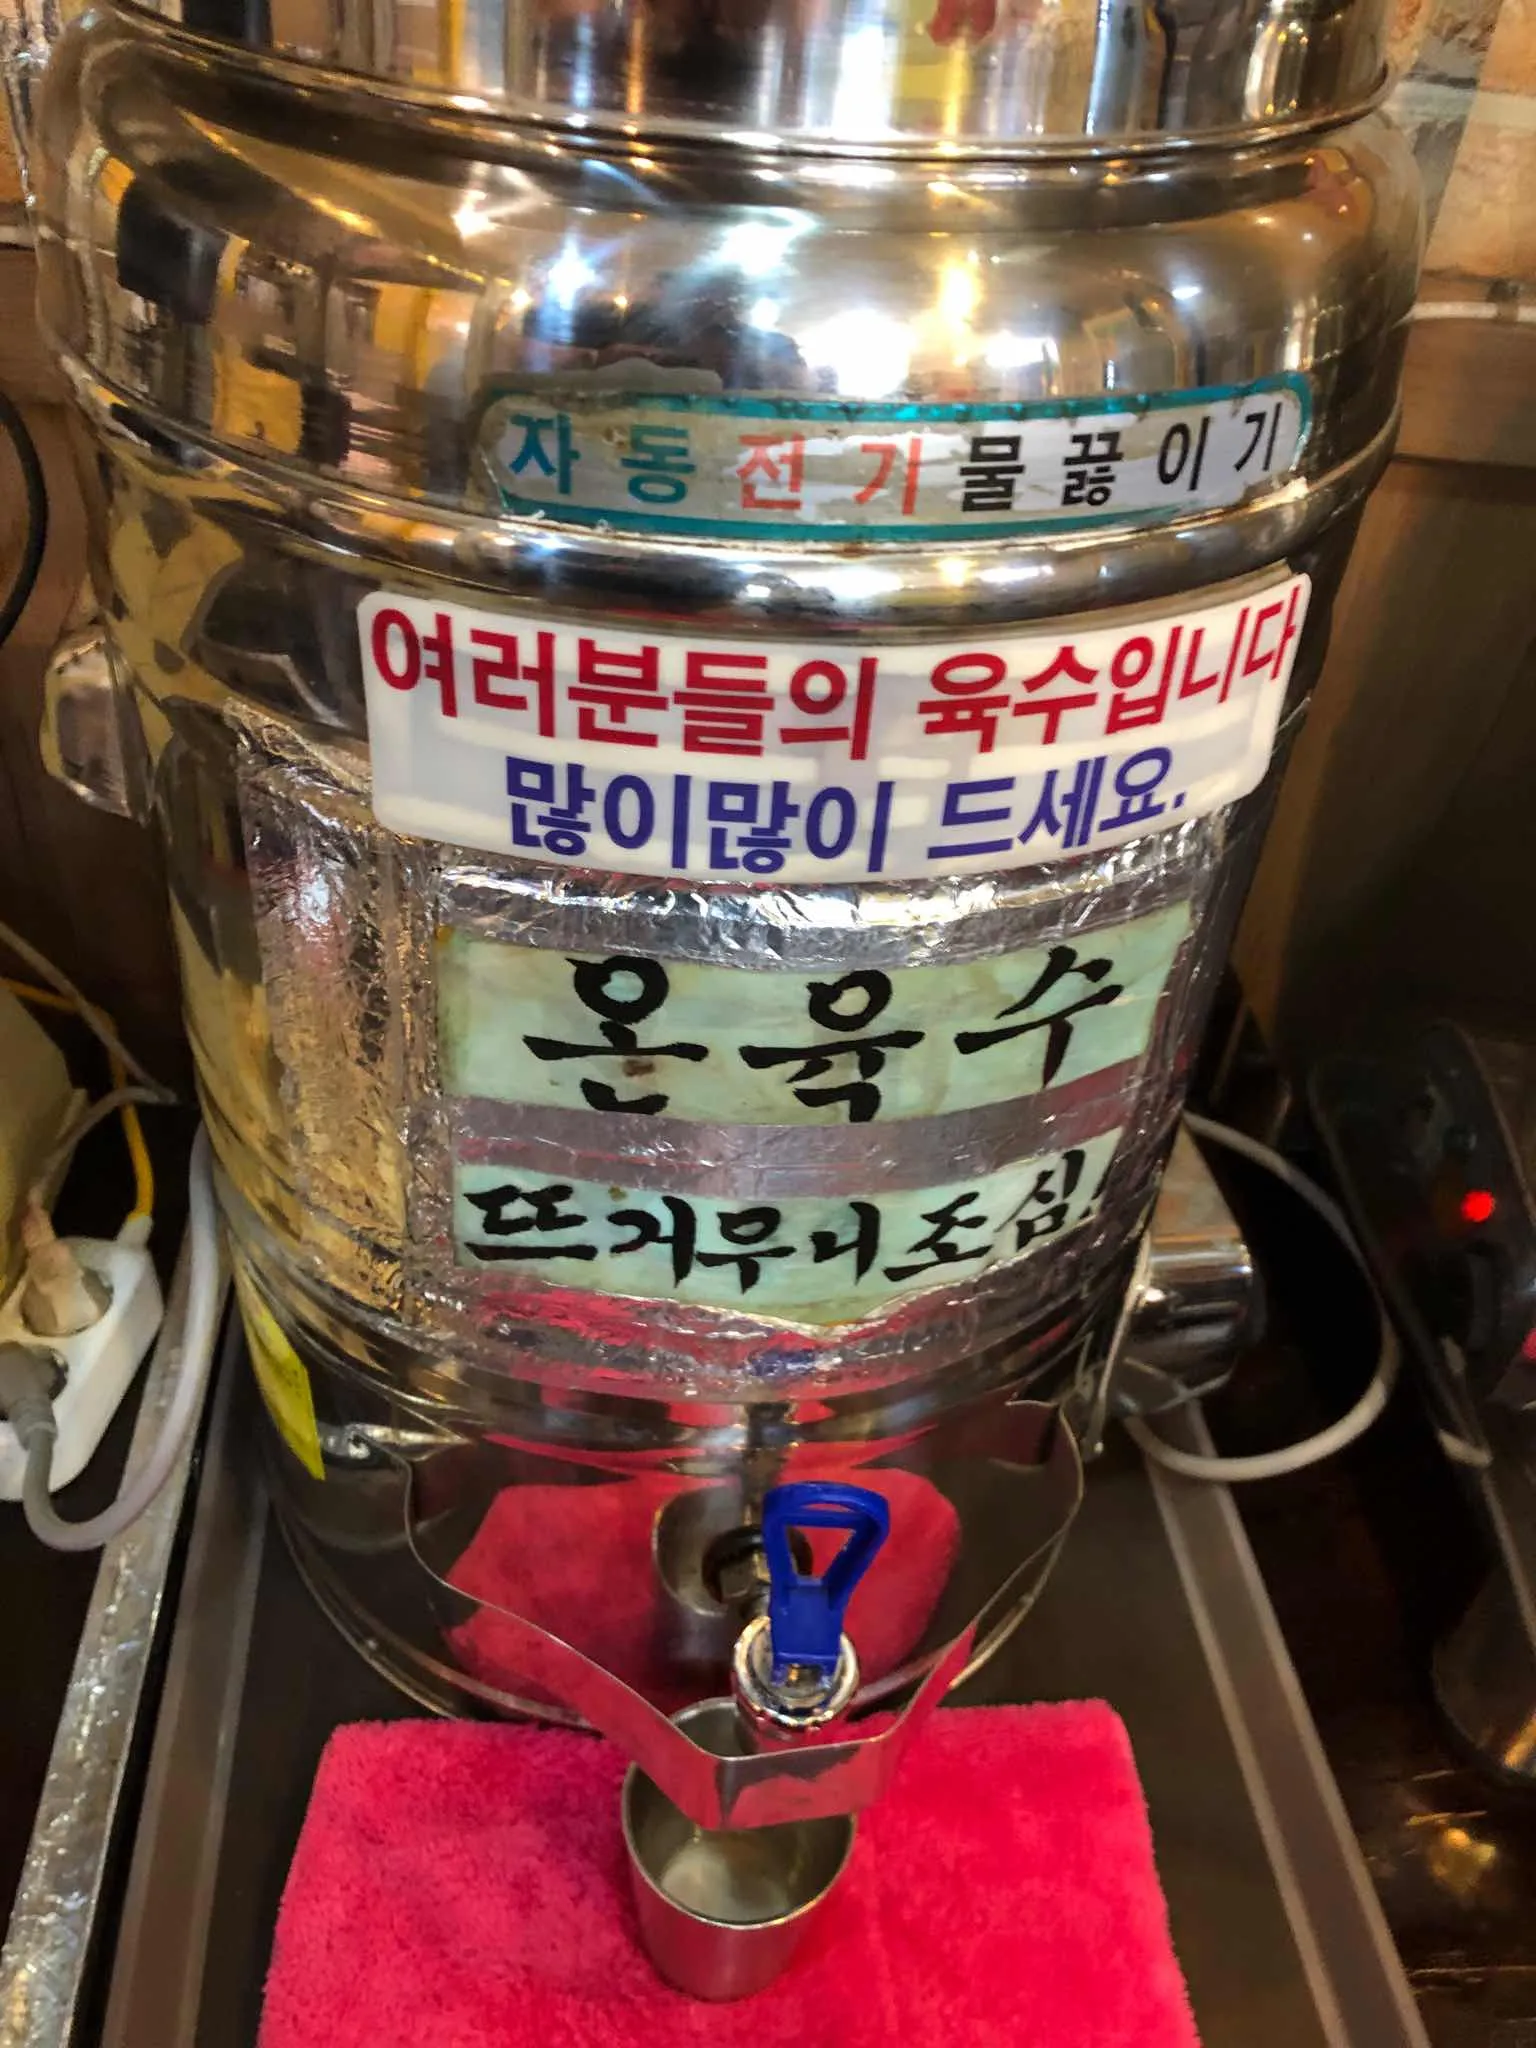 자동전기물끓이기
여러분들의 육수입니다
많이많이 드세요.
온육수
뜨거우니조심!